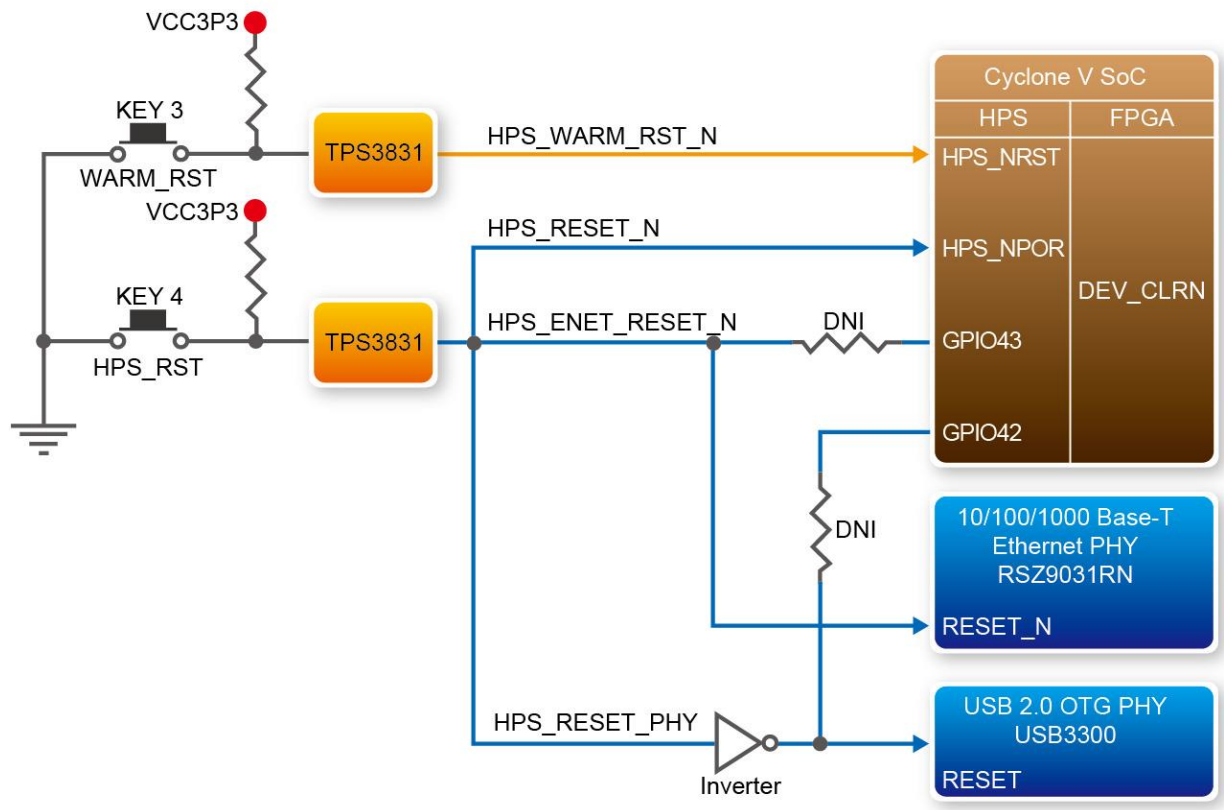 VCC3P3
KEY 3
WARM_RST
TPS3831
HPS_WARM_RST_N
VCC3P3
KEY 4
HPS_RST
TPS3831
HPS_RESET_N
HPS_ENET_RESET_N
DNI
DNI
HPS_RESET_PHY
Inverter
Cyclone V SoC
HPS
FPGA
HPS_NRST
HPS_NPOR
DEV_CLRN
GPIO43
GPIO42
10/100/1000 Base-T
Ethernet PHY
RSZ9031RN
RESET_N
USB 2.0 OTG PHY
USB3300
RESET